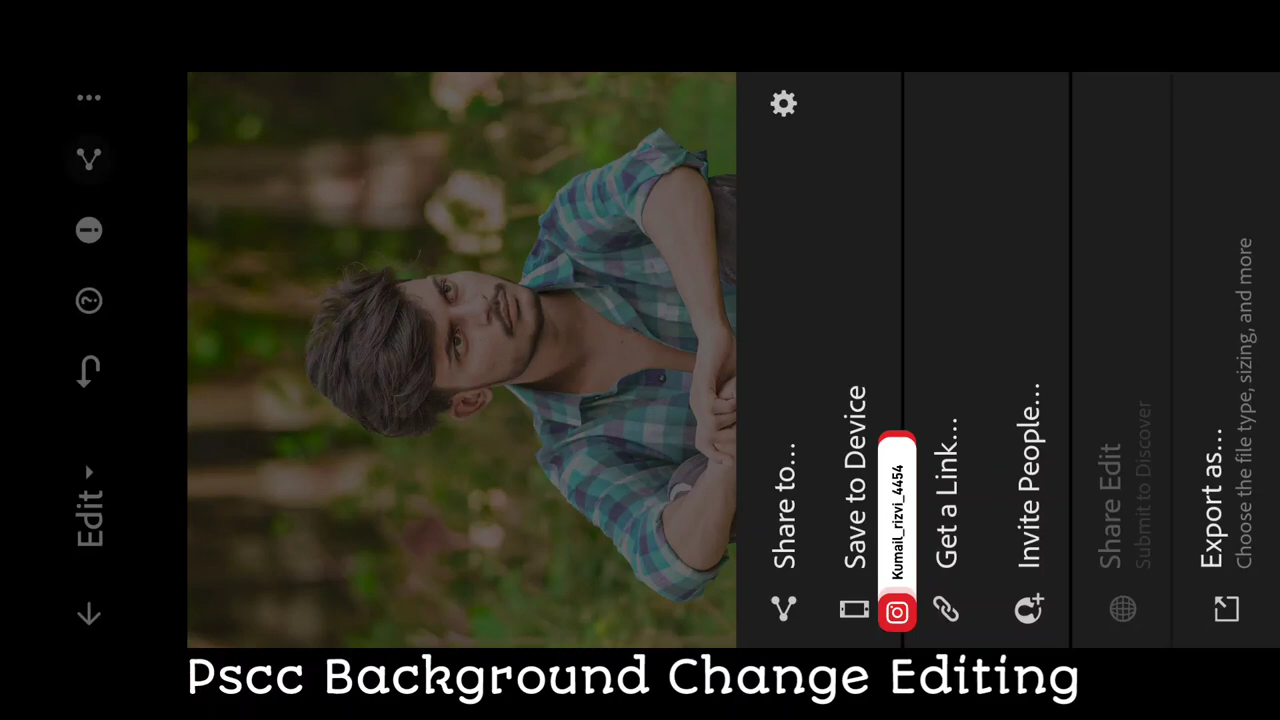 Edit
Share to...
Save to Device
Kumail_rizvi_4454
Get a Link...
Invite People...
Share Edit
Submit to Discover
Export as...
Choose the file type, sizing, and more
Pscc Background Change Editing